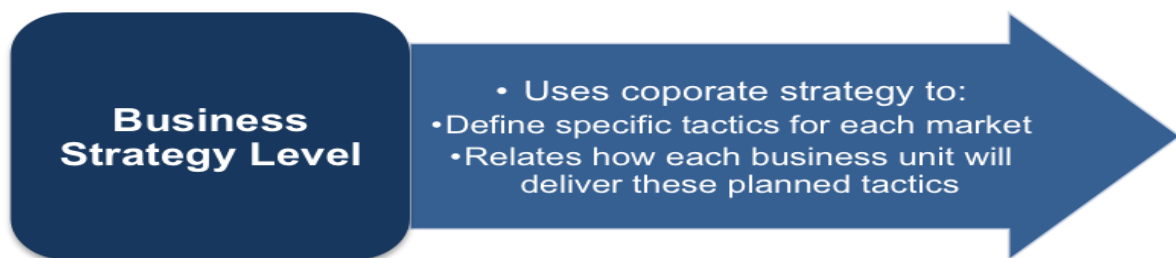 Business
Strategy Level
• Uses coporate strategy to:
•Define specific tactics for each market
•Relates how each business unit will
deliver these planned tactics